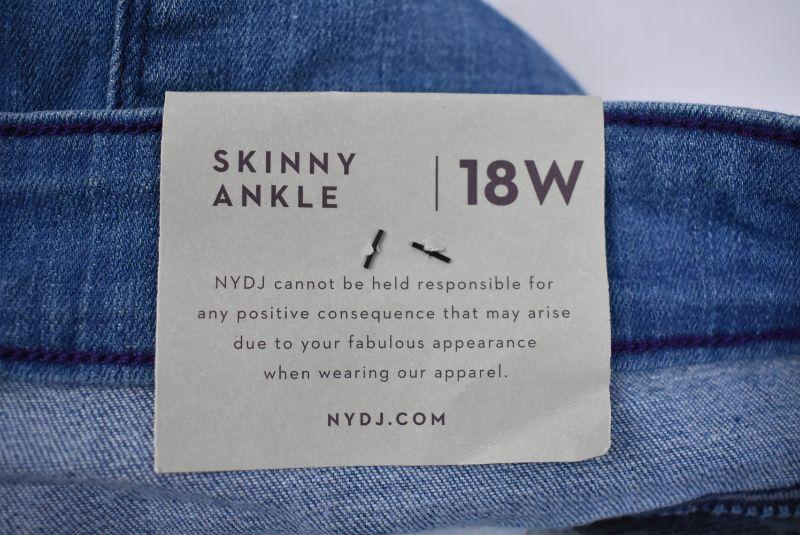 SKINNY
ANKLE
18W
NYDJ cannot be held responsible for
any positive consequence that may arise
due to your fabulous appearance
when wearing our apparel.
NYDJ.COM